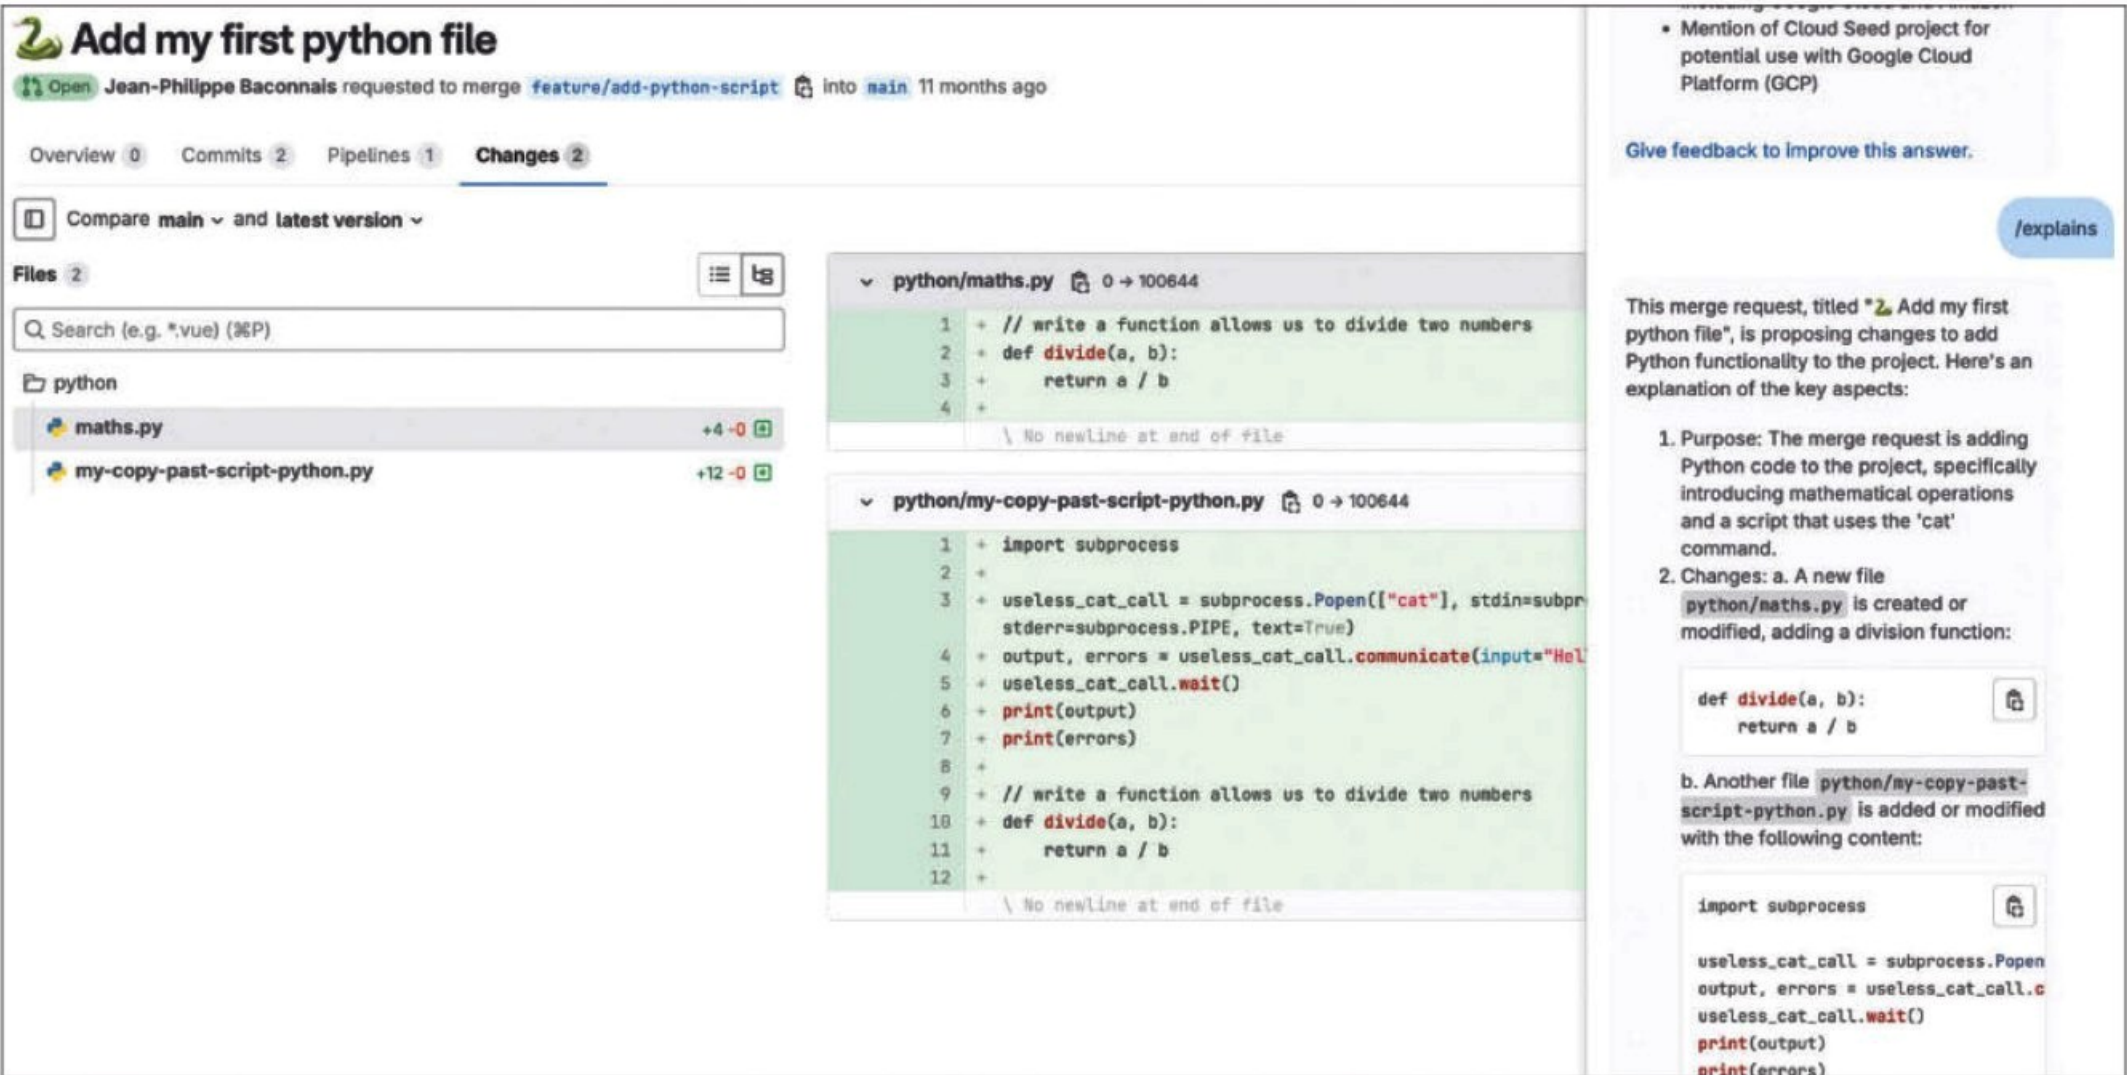 🐍 Add my first python file
Open Jean-Philippe Baconnais requested to merge feature/add-python-script into main 11 months ago
Overview 0 Commits 2 Pipelines 1 Changes 2
Compare main and latest version
Files 2
Search (e.g. *.vue) (⌘P)
python
maths.py +4 -0
my-copy-past-script-python.py +12 -0
python/maths.py 0 → 100644
1 + // write a function allows us to divide two numbers
2 + def divide(a, b):
3 + return a / b
4 +
\ No newline at end of file
python/my-copy-past-script-python.py 0 → 100644
1 + import subprocess
2 +
3 + useless_cat_call = subprocess.Popen(["cat"], stdin=subpr
stderr=subprocess.PIPE, text=True)
4 + output, errors = useless_cat_call.communicate(input="Hel
5 + useless_cat_call.wait()
6 + print(output)
7 + print(errors)
8 +
9 + // write a function allows us to divide two numbers
10 + def divide(a, b):
11 + return a / b
12 +
\ No newline at end of file
• Mention of Cloud Seed project for
potential use with Google Cloud
Platform (GCP)
Give feedback to improve this answer.
/explains
This merge request, titled "🐍 Add my first
python file", is proposing changes to add
Python functionality to the project. Here's an
explanation of the key aspects:
1. Purpose: The merge request is adding
Python code to the project, specifically
introducing mathematical operations
and a script that uses the 'cat'
command.
2. Changes: a. A new file
python/maths.py is created or
modified, adding a division function:
def divide(a, b):
return a / b
b. Another file python/my-copy-past-
script-python.py is added or modified
with the following content:
import subprocess
useless_cat_call = subprocess.Popen
output, errors = useless_cat_call.c
useless_cat_call.wait()
print(output)
print(errors)